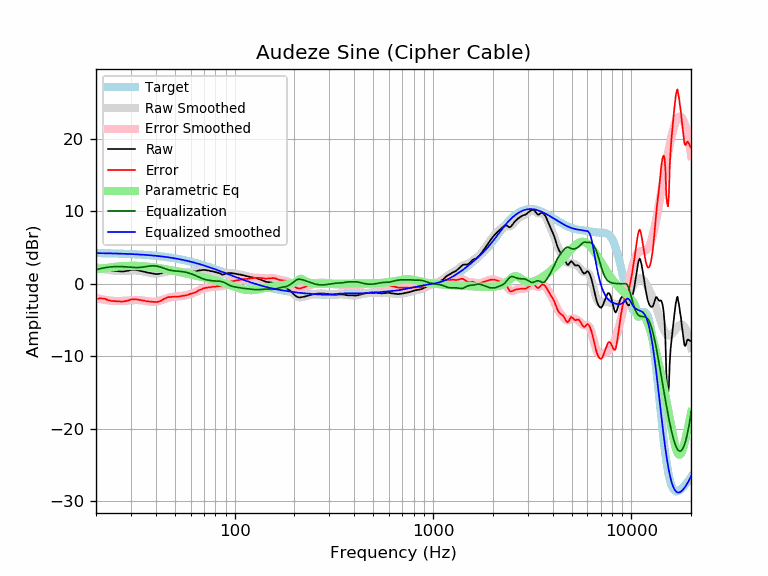 Audeze Sine (Cipher Cable)
Target
Raw Smoothed
Error Smoothed
Raw
Error
Parametric Eq
Equalization
Equalized smoothed
Amplitude (dBr)
20
10
0
−10
−20
−30
100
1000
10000
Frequency (Hz)